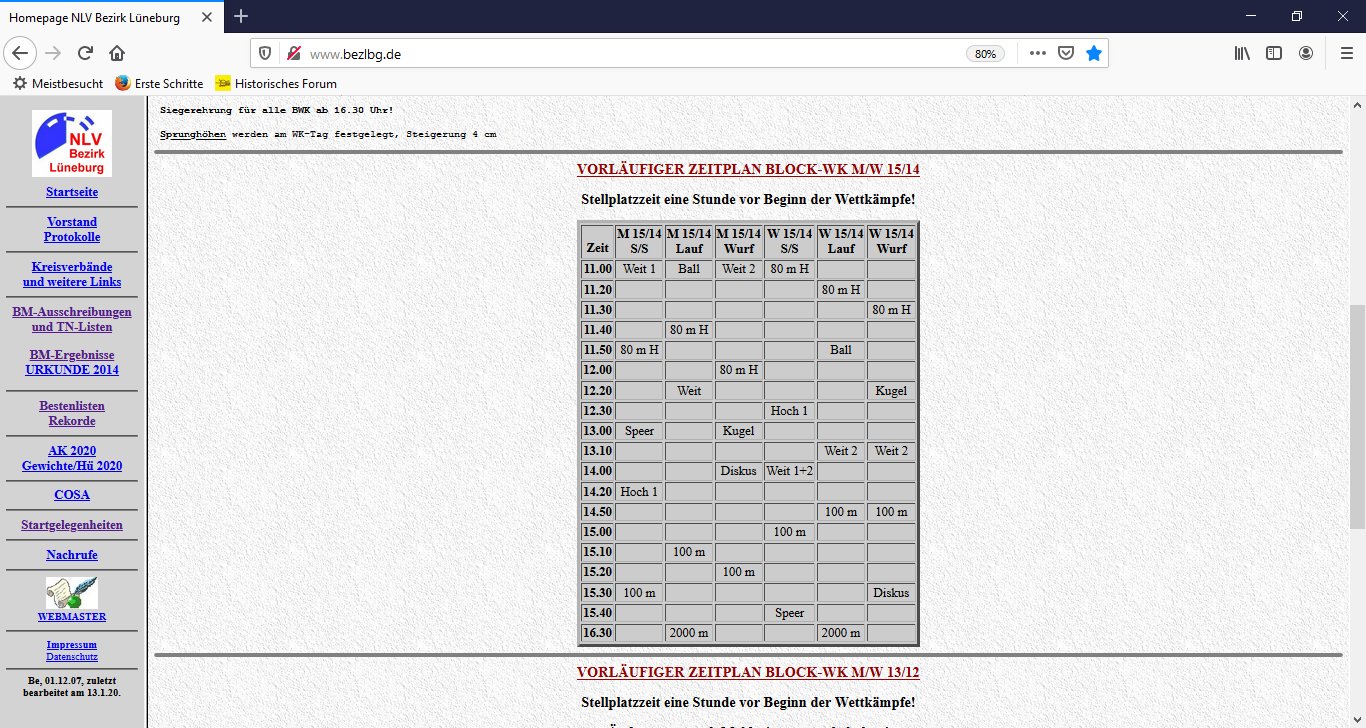 Homepage NLV Bezirk Lüneburg
www.bezlbg.de 80%
Meistbesucht Erste Schritte Historisches Forum
NLV
Bezirk
Lüneburg
Startseite
Vorstand
Protokolle
Kreisverbände
und weitere Links
BM-Ausschreibungen
und TN-Listen
BM-Ergebnisse
URKUNDE 2014
Bestenlisten
Rekorde
AK 2020
Gewichte/Hü 2020
COSA
Startgelegenheiten
Nachrufe
WEBMASTER
Impressum
Datenschutz
Be, 01.12.07, zuletzt
bearbeitet am 13.1.20.
Siegerehrung für alle BWK ab 16.30 Uhr!
Sprunghöhen werden am WK-Tag festgelegt, Steigerung 4 cm
VORLÄUFIGER ZEITPLAN BLOCK-WK M/W 15/14
Stellplatzzeit eine Stunde vor Beginn der Wettkämpfe!
Zeit M 15/14 S/S M 15/14 Lauf M 15/14 Wurf W 15/14 S/S W 15/14 Lauf W 15/14 Wurf
11.00 Weit 1 Ball Weit 2 80 m H
11.20 80 m H
11.30 80 m H
11.40 80 m H
11.50 80 m H Ball
12.00 80 m H
12.20 Weit Kugel
12.30 Hoch 1
13.00 Speer Kugel
13.10 Weit 2 Weit 2
14.00 Diskus Weit 1+2
14.20 Hoch 1
14.50 100 m 100 m
15.00 100 m
15.10 100 m
15.20 100 m
15.30 100 m Diskus
15.40 Speer
16.30 2000 m 2000 m
VORLÄUFIGER ZEITPLAN BLOCK-WK M/W 13/12
Stellplatzzeit eine Stunde vor Beginn der Wettkämpfe!